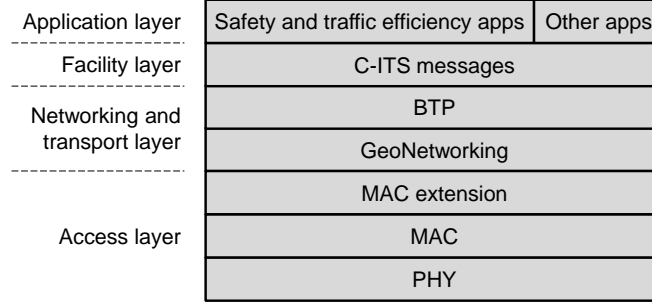 Application layer
Safety and traffic efficiency apps
Other apps
Facility layer
C-ITS messages
Networking and
transport layer
BTP
GeoNetworking
Access layer
MAC extension
MAC
PHY